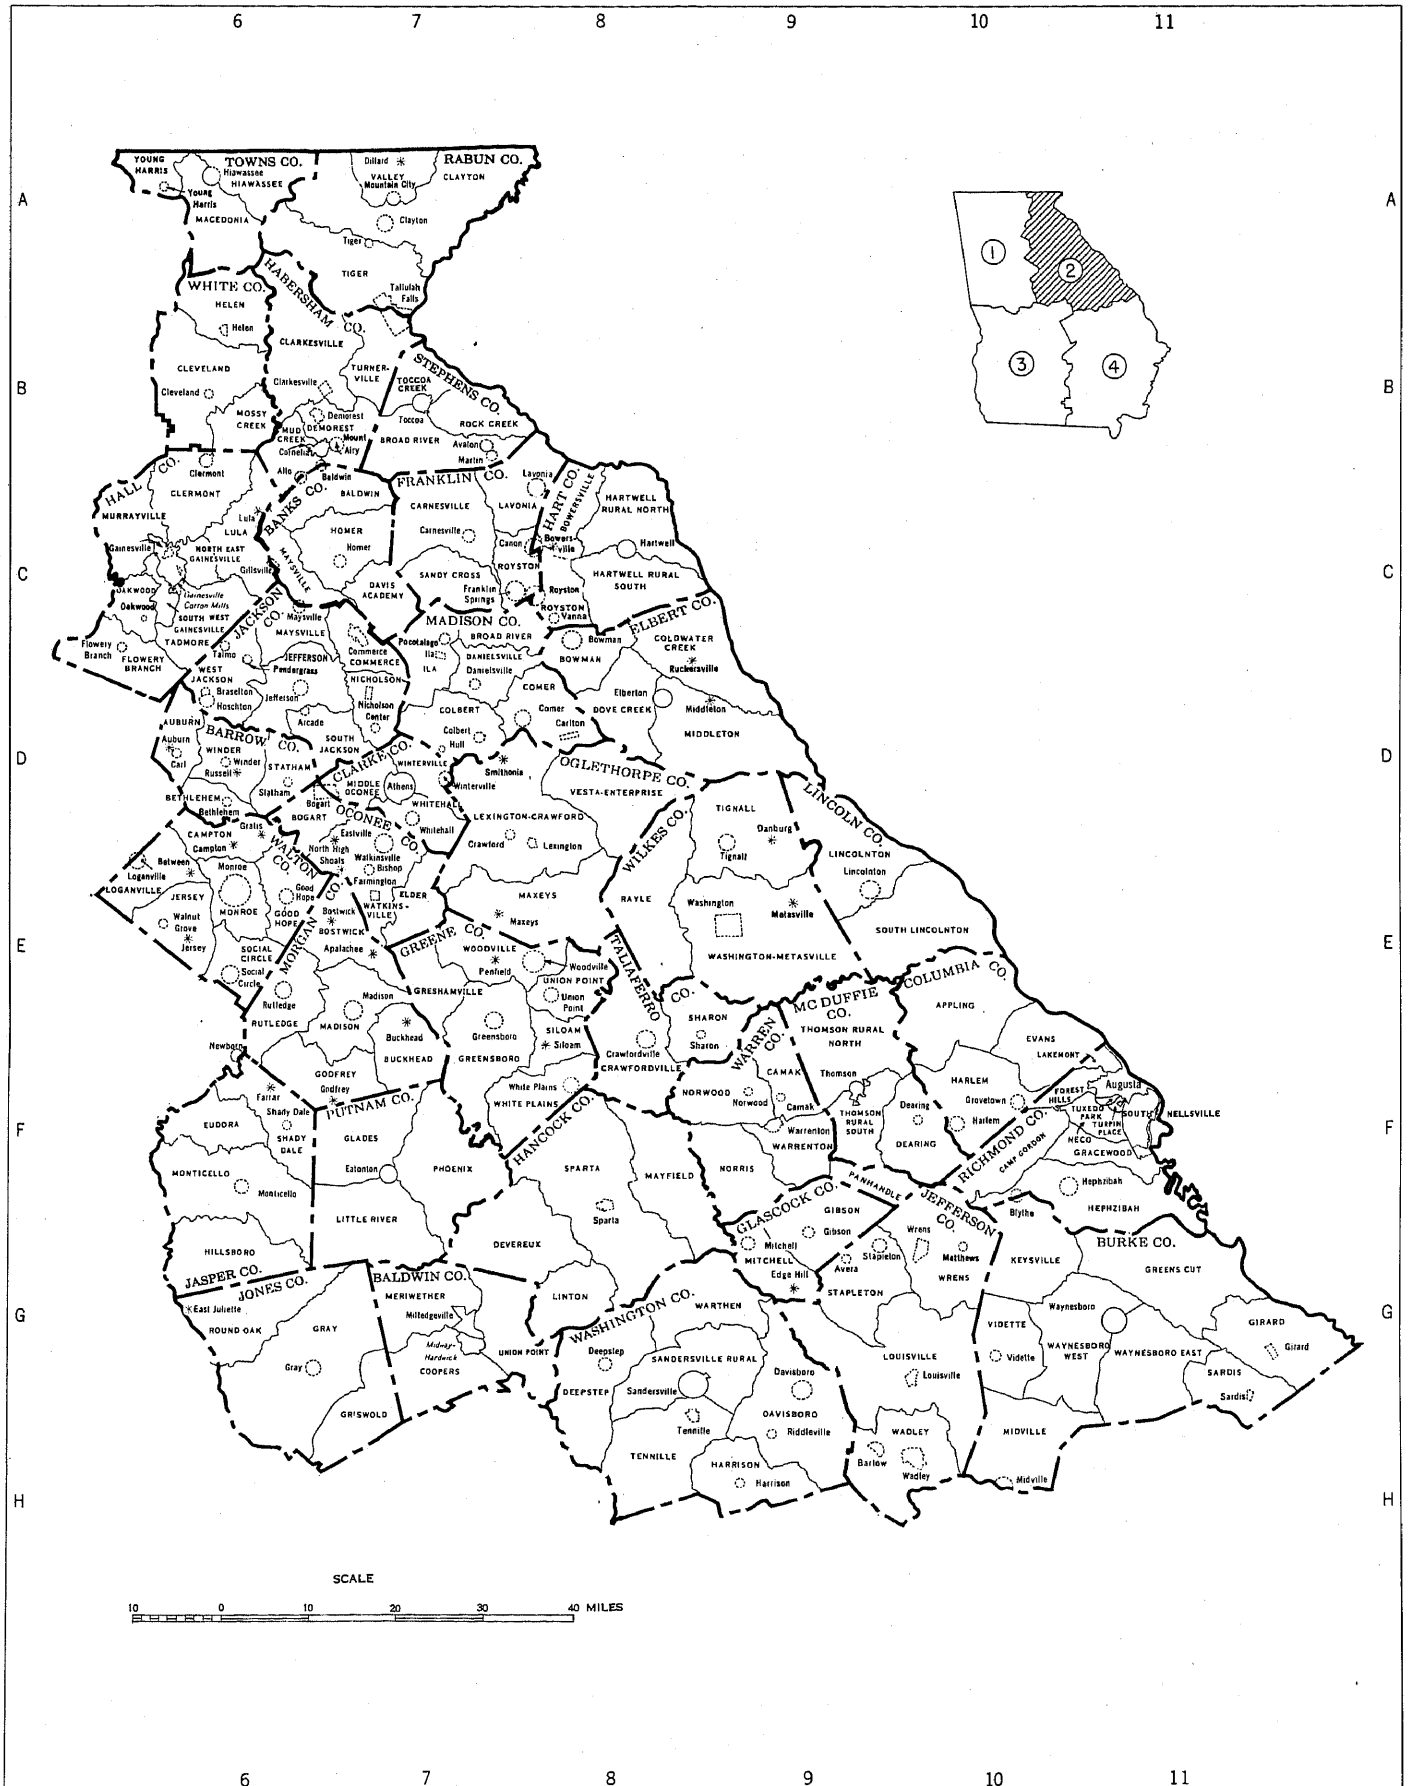 6 7 8 9 10 11
YOUNG HARRIS
TOWNS CO.
Hiawassee
HIAWASSEE
Young Harris
MACEDONIA
Dillard
VALLEY
Mountain City
RABUN CO.
CLAYTON
A
A
Clayton
Tiger
TIGER
Tallulah Falls
1
2
3
4
WHITE CO.
HELEN
Helen
HABERSHAM CO.
CLARKESVILLE
CLEVELAND
Cleveland
MOSSY CREEK
Clarkesville
TURNER-
VILLE
Demorest
DEMOREST
MUD CREEK
Mount Airy
Cornelia
Alto
Baldwin
STEPHENS CO.
TOCCOA CREEK
Toccoa
ROCK CREEK
BROAD RIVER
Avalon
Martin
B
B
HALL CO.
Clermont
CLERMONT
MURRAYVILLE
Lula
LULA
BANKS CO.
BALDWIN
HOMER
Homer
MAYSVILLE
DAVIS ACADEMY
FRANKLIN CO.
CARNESVILLE
Carnesville
Lavonia
LAVONIA
Canon
ROYSTON
SANDY CROSS
Franklin Springs
HART CO.
BOWERSVILLE
Bowers-
ville
HARTWELL RURAL NORTH
Hartwell
HARTWELL RURAL SOUTH
Royston
ROYSTON
Vanna
C
C
Gainesville
NORTH EAST GAINESVILLE
Gillsville
OAKWOOD
Oakwood
Gainesville Cotton Mills
SOUTH WEST GAINESVILLE
TADMORE
Flowery Branch
FLOWERY BRANCH
JACKSON CO.
Maysville
MAYSVILLE
Talmo
Pendergrass
JEFFERSON
Commerce
COMMERCE
WEST JACKSON
Braselton
Hoschton
Jefferson
Arcade
NICHOLSON
Nicholson
Center
SOUTH JACKSON
MADISON CO.
Pocotalago
BROAD RIVER
Ila
ILA
DANIELSVILLE
Danielsville
COLBERT
Colbert
Hull
COMER
Comer
Carlton
ELBERT CO.
Bowman
BOWMAN
COLDWATER CREEK
Ruckersville
Elberton
DOVE CREEK
Middleton
MIDDLETON
D
D
AUBURN
Auburn
Carl
BARROW CO.
WINDER
Winder
Russell
STATHAM
Statham
BETHLEHEM
Bethlehem
CLARKE CO.
WINTERVILLE
Winterville
MIDDLE OCONEE
Athens
WHITEHALL
Whitehall
Bogart
BOGART
OCONEE CO.
Eastville
North High Shoals
Watkinsville
Bishop
Farmington
WATKINS-
VILLE
ELDER
Smithonia
OGLETHORPE CO.
VESTA-ENTERPRISE
LEXINGTON-CRAWFORD
Crawford
Lexington
MAXEYS
Maxeys
WILKES CO.
TIGNALL
Danburg
Tignall
RAYLE
Washington
Metasville
WASHINGTON-METASVILLE
LINCOLN CO.
LINCOLNTON
Lincolnton
SOUTH LINCOLNTON
E
E
WALTON CO.
Gratis
CAMPTON
Campton
Between
Loganville
LOGANVILLE
Monroe
MONROE
JERSEY
Walnut Grove
Jersey
Good Hope
GOOD HOPE
SOCIAL CIRCLE
Social Circle
MORGAN CO.
Bostwick
BOSTWICK
Apalachee
Rutledge
RUTLEDGE
Madison
MADISON
Buckhead
BUCKHEAD
GODFREY
Godfrey
GREENE CO.
WOODVILLE
Penfield
Woodville
GRESHAMVILLE
UNION POINT
Union Point
Greensboro
GREENSBORO
SILOAM
Siloam
White Plains
WHITE PLAINS
TALIAFERRO CO.
SHARON
Sharon
Crawfordville
CRAWFORDVILLE
WARREN CO.
CAMAK
Camak
NORWOOD
Norwood
Warrenton
WARRENTON
NORRIS
MC DUFFIE CO.
THOMSON RURAL NORTH
Thomson
THOMSON RURAL SOUTH
Dearing
DEARING
COLUMBIA CO.
APPLING
EVANS
LAKEMONT
HARLEM
Grovetown
Harlem
RICHMOND CO.
FOREST HILLS
Augusta
TUXEDO PARK
SOUTH
TURPIN PLACE
NELLSVILLE
NECO
GRACEWOOD
CAMP GORDON
Hephzibah
HEPHZIBAH
Blythe
F
F
Newborn
Farrar
Shady Dale
SHADY DALE
EUDORA
MONTICELLO
Monticello
HILLSBORO
JASPER CO.
PUTNAM CO.
GLADES
Eatonton
PHOENIX
LITTLE RIVER
HANCOCK CO.
SPARTA
Sparta
MAYFIELD
DEVEREUX
LINTON
GLASCOCK CO.
PANHANDLE
GIBSON
Gibson
Mitchell
MITCHELL
Edge Hill
JEFFERSON CO.
Wrens
Stapleton
Matthews
WRENS
Avera
STAPLETON
LOUISVILLE
Louisville
WADLEY
Wadley
Bartow
BURKE CO.
KEYSVILLE
GREENS CUT
Waynesboro
VIDETTE
Vidette
WAYNESBORO WEST
WAYNESBORO EAST
GIRARD
Girard
SARDIS
Sardis
MIDVILLE
Midville
G
G
JONES CO.
East Juliette
ROUND OAK
GRAY
Gray
GRISWOLD
BALDWIN CO.
MERIWETHER
Milledgeville
Midway-
Hardwick
COOPERS
UNION POINT
WASHINGTON CO.
WARTHEN
Deepstep
DEEPSTEP
SANDERSVILLE RURAL
Sandersville
Tennille
TENNILLE
Davisboro
DAVISBORO
Riddleville
HARRISON
Harrison
H
H
SCALE
10 0 10 20 30 40 MILES
6 7 8 9 10 11